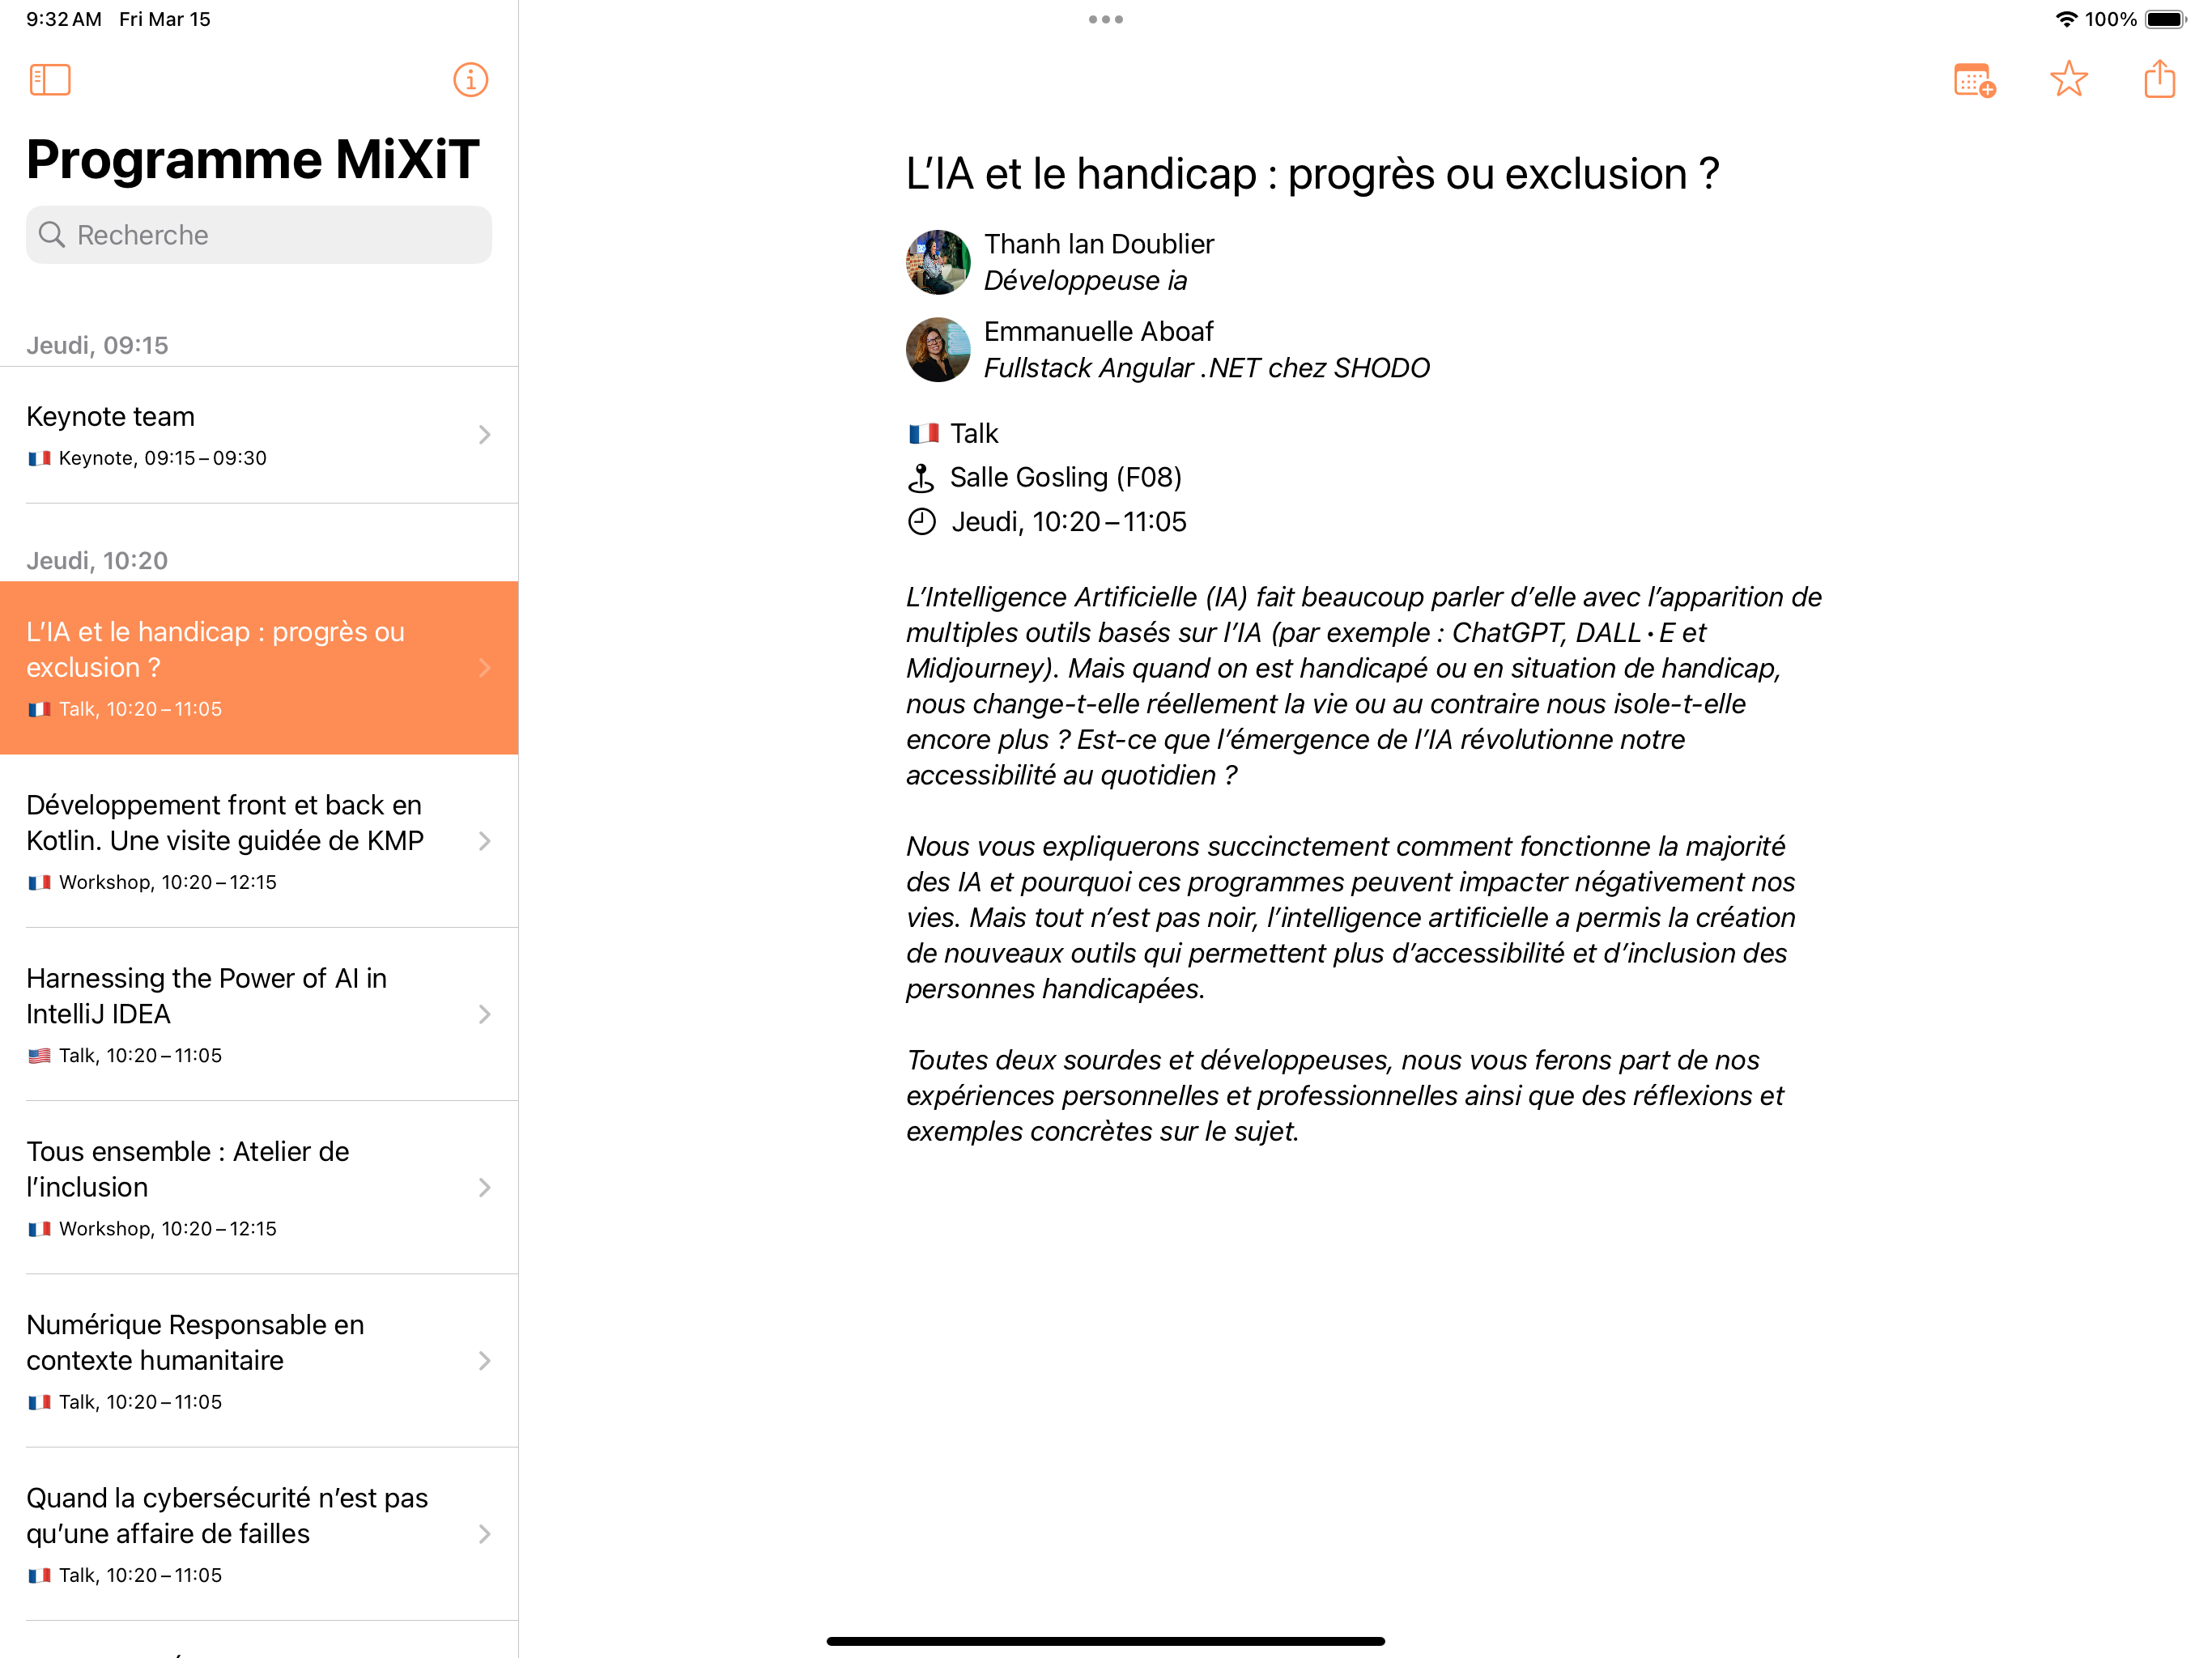 9:32 AM Fri Mar 15
100%
Programme MiXiT
Recherche
Jeudi, 09:15
Keynote team
🇫🇷 Keynote, 09:15 – 09:30
Jeudi, 10:20
L’IA et le handicap : progrès ou
exclusion ?
🇫🇷 Talk, 10:20 – 11:05
Développement front et back en
Kotlin. Une visite guidée de KMP
🇫🇷 Workshop, 10:20 – 12:15
Harnessing the Power of AI in
IntelliJ IDEA
🇺🇸 Talk, 10:20 – 11:05
Tous ensemble : Atelier de
l’inclusion
🇫🇷 Workshop, 10:20 – 12:15
Numérique Responsable en
contexte humanitaire
🇫🇷 Talk, 10:20 – 11:05
Quand la cybersécurité n’est pas
qu’une affaire de failles
🇫🇷 Talk, 10:20 – 11:05
L’IA et le handicap : progrès ou exclusion ?
Thanh lan Doublier
Développeuse ia
Emmanuelle Aboaf
Fullstack Angular .NET chez SHODO
🇫🇷 Talk
Salle Gosling (F08)
Jeudi, 10:20 – 11:05
L’Intelligence Artificielle (IA) fait beaucoup parler d’elle avec l’apparition de
multiples outils basés sur l’IA (par exemple : ChatGPT, DALL·E et
Midjourney). Mais quand on est handicapé ou en situation de handicap,
nous change-t-elle réellement la vie ou au contraire nous isole-t-elle
encore plus ? Est-ce que l’émergence de l’IA révolutionne notre
accessibilité au quotidien ?
Nous vous expliquerons succinctement comment fonctionne la majorité
des IA et pourquoi ces programmes peuvent impacter négativement nos
vies. Mais tout n’est pas noir, l’intelligence artificielle a permis la création
de nouveaux outils qui permettent plus d’accessibilité et d’inclusion des
personnes handicapées.
Toutes deux sourdes et développeuses, nous vous ferons part de nos
expériences personnelles et professionnelles ainsi que des réflexions et
exemples concrètes sur le sujet.